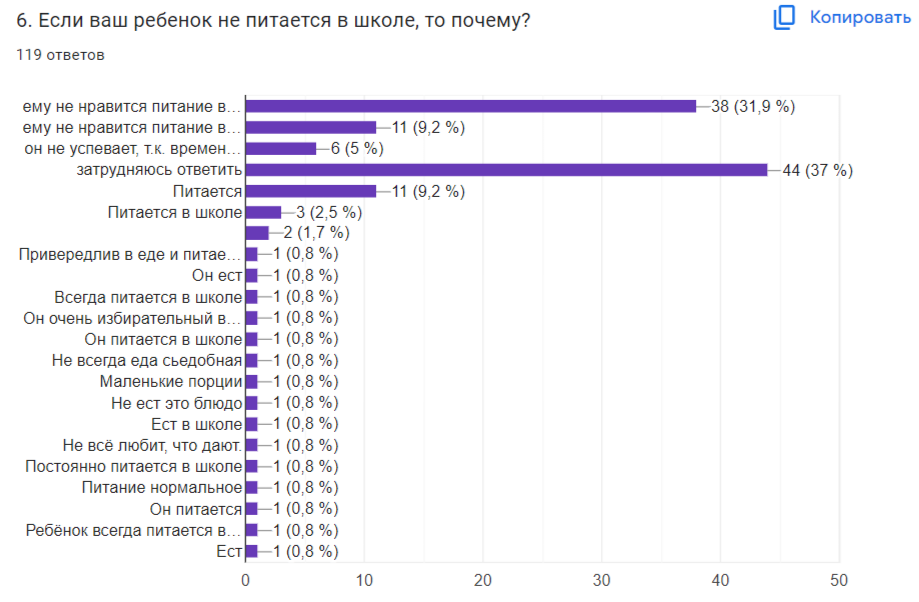 6. Если ваш ребенок не питается в школе, то почему?
Копировать
119 ответов
ему не нравится питание в… 38 (31,9 %)
ему не нравится питание в… 11 (9,2 %)
он не успевает, т.к. времен… 6 (5 %)
затрудняюсь ответить 44 (37 %)
Питается 11 (9,2 %)
Питается в школе 3 (2,5 %)
2 (1,7 %)
Привередлив в еде и питае… 1 (0,8 %)
Он ест 1 (0,8 %)
Всегда питается в школе 1 (0,8 %)
Он очень избирательный в… 1 (0,8 %)
Он питается в школе 1 (0,8 %)
Не всегда еда сьедобная 1 (0,8 %)
Маленькие порции 1 (0,8 %)
Не ест это блюдо 1 (0,8 %)
Ест в школе 1 (0,8 %)
Не всё любит, что дают. 1 (0,8 %)
Постоянно питается в школе 1 (0,8 %)
Питание нормальное 1 (0,8 %)
Он питается 1 (0,8 %)
Ребёнок всегда питается в… 1 (0,8 %)
Ест 1 (0,8 %)
0 10 20 30 40 50